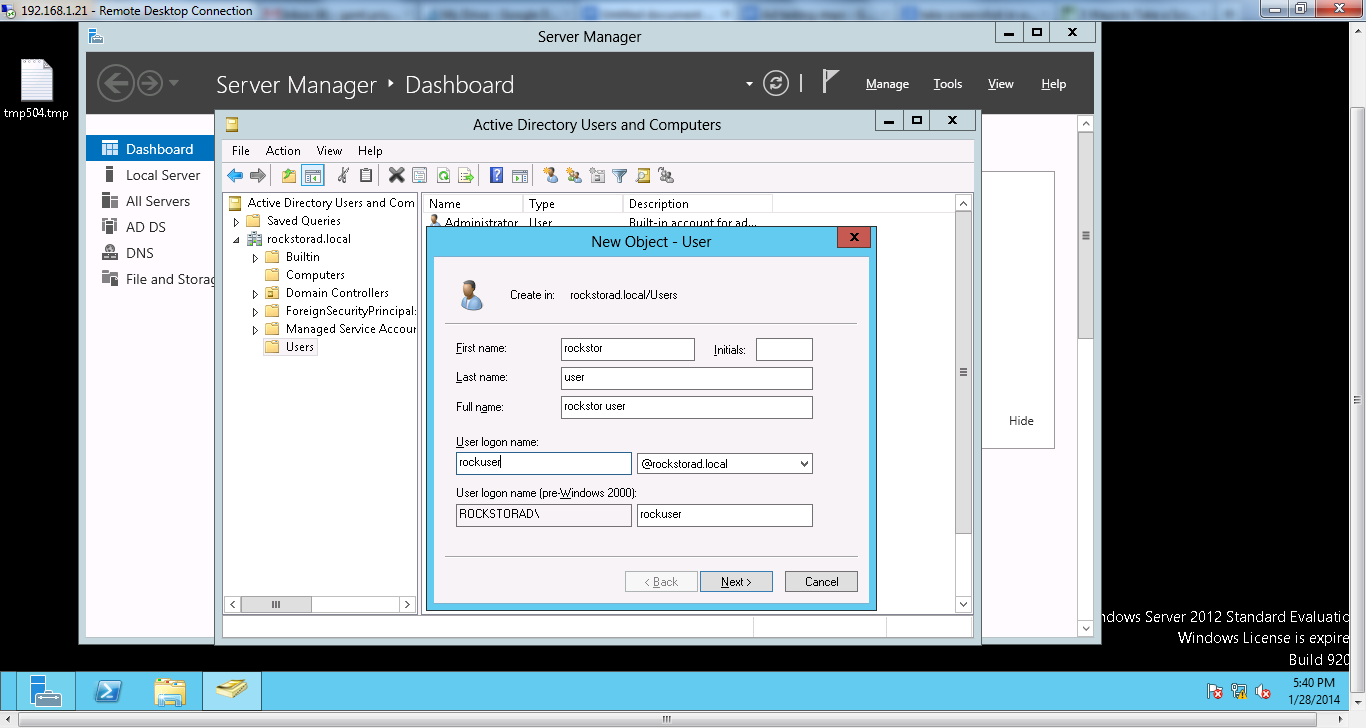 192.168.1.21 - Remote Desktop Connection
Server Manager
tmp504.tmp
Server Manager
Dashboard
Manage
Tools
View
Help
Dashboard
Local Server
All Servers
AD DS
DNS
File and Storag
Active Directory Users and Computers
File Action View Help
Active Directory Users and Com
Saved Queries
rockstorad.local
Builtin
Computers
Domain Controllers
ForeignSecurityPrincipal:
Managed Service Accour
Users
Name Type Description
Administrator User Built-in account for ad...
New Object - User
Create in: rockstorad.local/Users
First name: rockstor Initials:
Last name: user
Full name: rockstor user
User logon name:
rockuser @rockstorad.local
User logon name (pre-Windows 2000):
ROCKSTORAD\ rockuser
< Back Next > Cancel
Hide
ndows Server 2012 Standard Evaluatio
Windows License is expire
Build 920
5:40 PM
1/28/2014